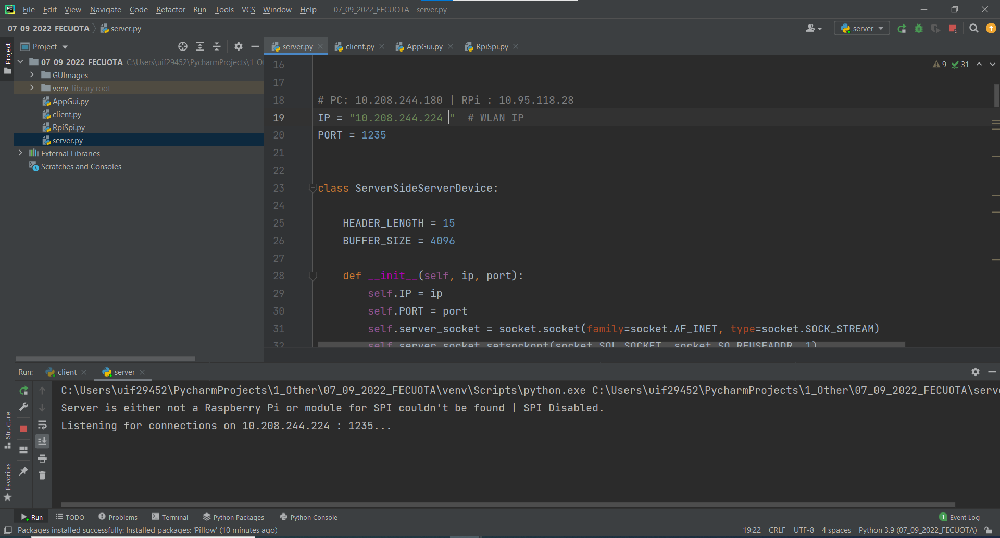 File Edit View Navigate Code Refactor Run Tools VCS Window Help 07_09_2022_FECUOTA - server.py
07_09_2022_FECUOTA server.py
server
Project
Project
server.py client.py AppGui.py RpiSpi.py
07_09_2022_FECUOTA C:\Users\uif29452\PycharmProjects\1_O
GUImages
venv library root
AppGui.py
client.py
RpiSpi.py
server.py
External Libraries
Scratches and Consoles
9 31
16
17
18 # PC: 10.208.244.180 | RPi : 10.95.118.28
19 IP = "10.208.244.224 " # WLAN IP
20 PORT = 1235
21
22
23 class ServerSideServerDevice:
24
25 HEADER_LENGTH = 15
26 BUFFER_SIZE = 4096
27
28 def __init__(self, ip, port):
29 self.IP = ip
30 self.PORT = port
31 self.server_socket = socket.socket(family=socket.AF_INET, type=socket.SOCK_STREAM)
32 self.server_socket.setsockopt(socket.SOL_SOCKET, socket.SO_REUSEADDR, 1)
Run: client server
C:\Users\uif29452\PycharmProjects\1_Other\07_09_2022_FECUOTA\venv\Scripts\python.exe C:\Users\uif29452\PycharmProjects\1_Other\07_09_2022_FECUOTA\serve
Server is either not a Raspberry Pi or module for SPI couldn't be found | SPI Disabled.
Listening for connections on 10.208.244.224 : 1235...
Structure
Favorites
Run TODO Problems Terminal Python Packages Python Console 1 Event Log
Packages installed successfully: Installed packages: 'Pillow' (10 minutes ago) 19:22 CRLF UTF-8 4 spaces Python 3.9 (07_09_2022_FECUOTA)